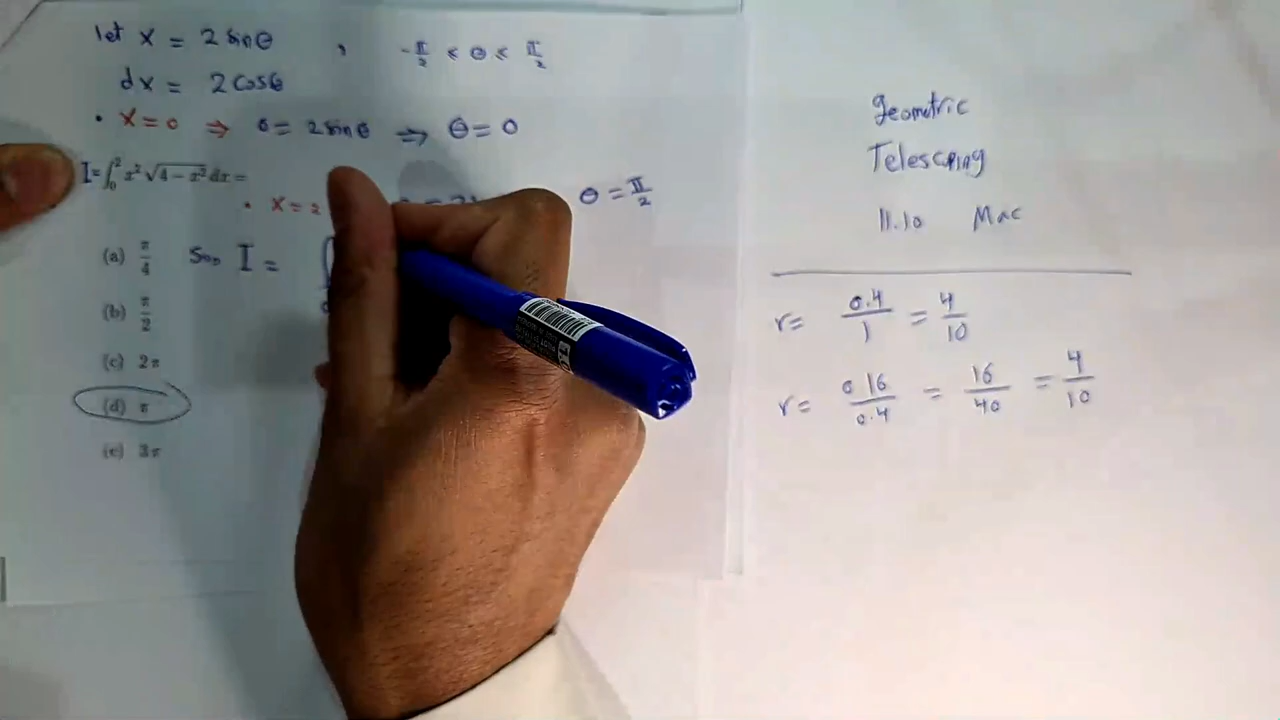 let x = 2 sinθ , -π/2 < θ < π/2
dx = 2 cosθ
• x=0 ⇒ 0 = 2 sinθ ⇒ θ = 0
I=∫₀² x²√(4 − x²) dx =
• x=2 θ = π/2
(a) π/4 So, I =
(b) π/2
(c) 2π
(d) π
(e) 3π
Geometric
Telescping
11.10 Mac
r= 0.4/1 = 4/10
r= 0.16/0.4 = 16/40 = 4/10